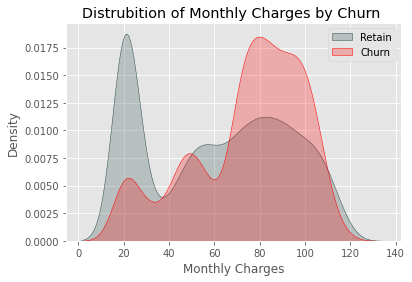 Distrubition of Monthly Charges by Churn
Retain
Churn
0.0175
0.0150
0.0125
0.0100
0.0075
0.0050
0.0025
0.0000
Density
0 20 40 60 80 100 120 140
Monthly Charges